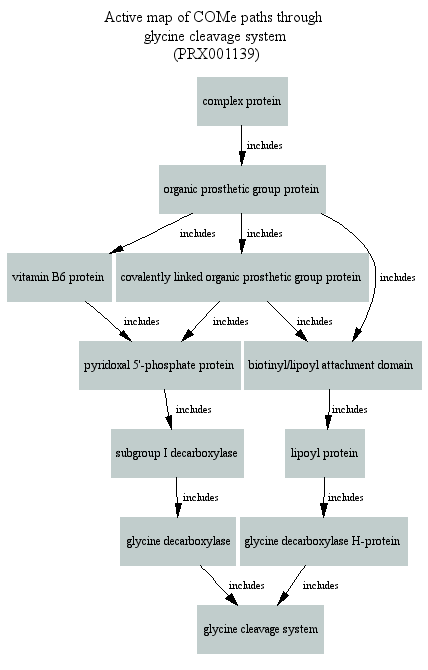 Active map of COMe paths through
glycine cleavage system
(PRX001139)
complex protein
includes
organic prosthetic group protein
includes
includes
includes
vitamin B6 protein
covalently linked organic prosthetic group protein
includes
includes
includes
pyridoxal 5'-phosphate protein
biotinyl/lipoyl attachment domain
includes
includes
subgroup I decarboxylase
lipoyl protein
includes
includes
glycine decarboxylase
glycine decarboxylase H-protein
includes
includes
glycine cleavage system